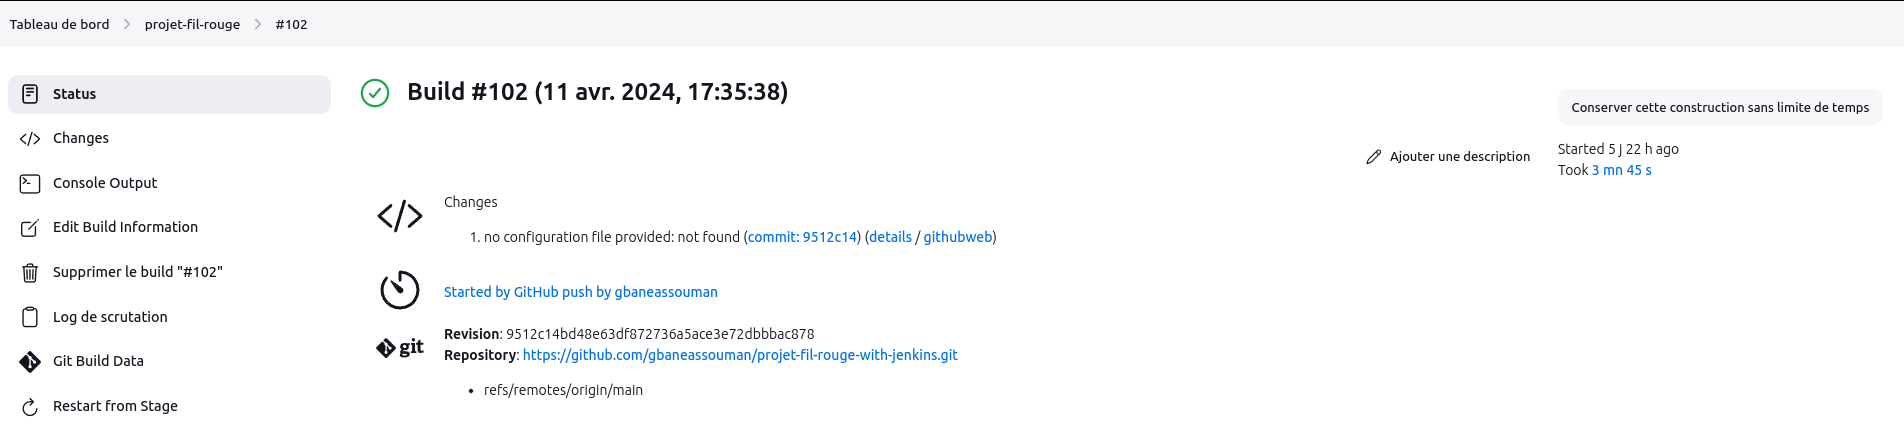 Tableau de bord > projet-fil-rouge > #102
Status
Changes
Console Output
Edit Build Information
Supprimer le build "#102"
Log de scrutation
Git Build Data
Restart from Stage
Build #102 (11 avr. 2024, 17:35:38)
Conserver cette construction sans limite de temps
Ajouter une description
Started 5 j 22 h ago
Took 3 mn 45 s
Changes
1. no configuration file provided: not found (commit: 9512c14) (details / githubweb)
Started by GitHub push by gbaneassouman
git
Revision: 9512c14bd48e63df872736a5ace3e72dbbbac878
Repository: https://github.com/gbaneassouman/projet-fil-rouge-with-jenkins.git
• refs/remotes/origin/main